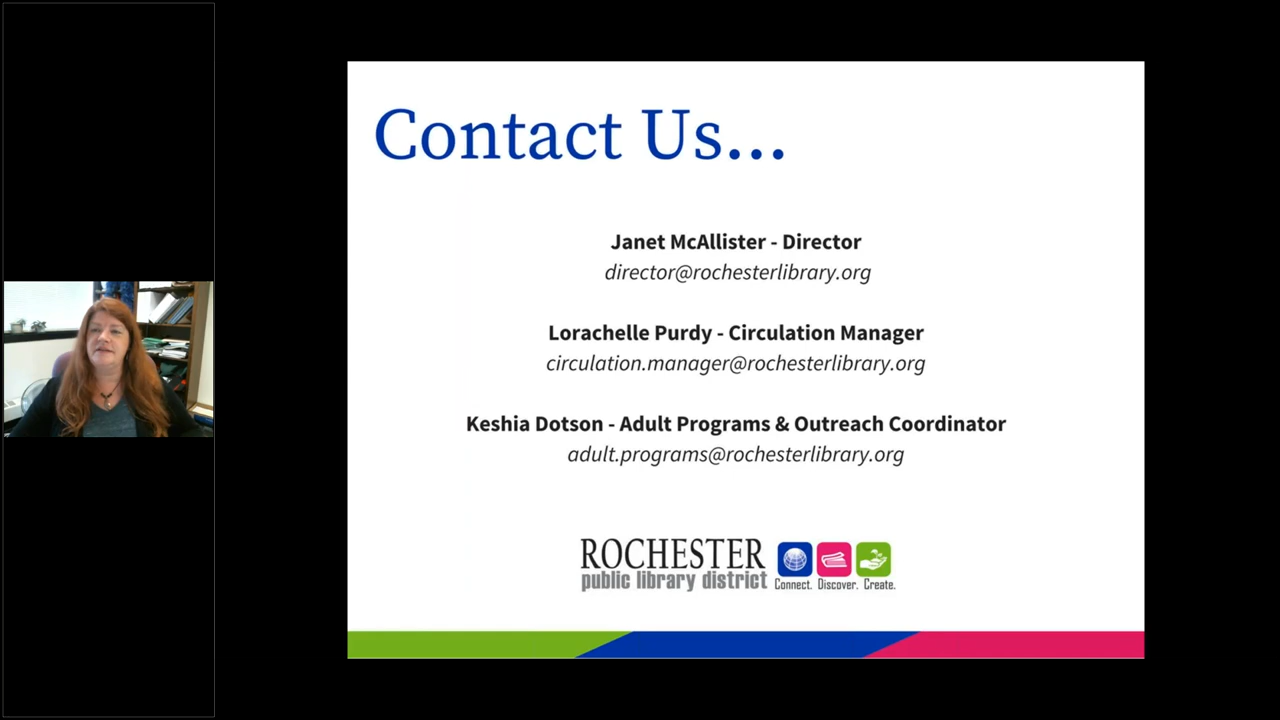 Contact Us...
Janet McAllister - Director
director@rochesterlibrary.org
Lorachelle Purdy - Circulation Manager
circulation.manager@rochesterlibrary.org
Keshia Dotson - Adult Programs & Outreach Coordinator
adult.programs@rochesterlibrary.org
ROCHESTER
public library district
Connect. Discover. Create.